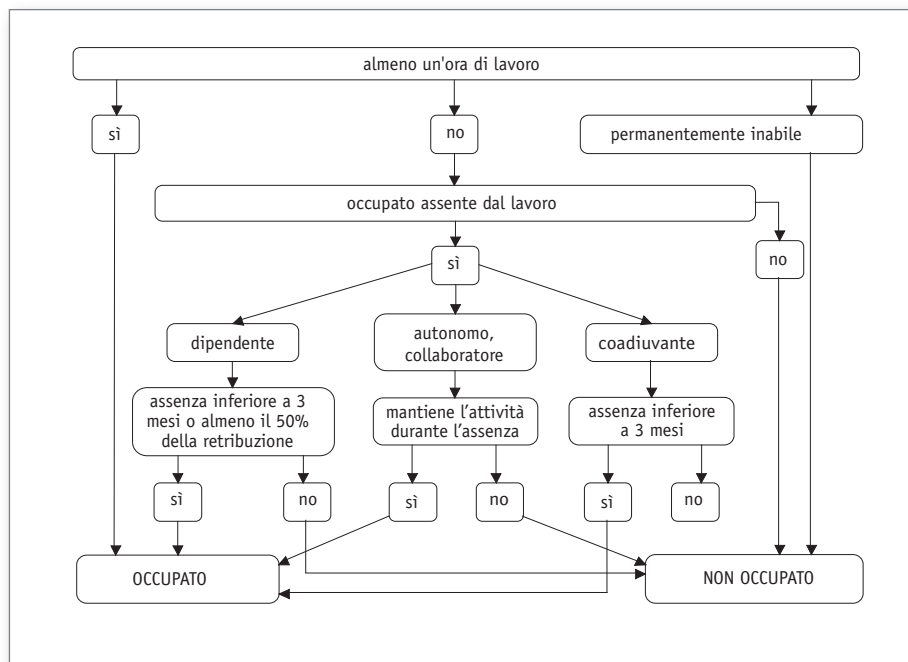 almeno un'ora di lavoro
sì
no
permanentemente inabile
occupato assente dal lavoro
no
sì
dipendente
autonomo,
collaboratore
coadiuvante
assenza inferiore a 3
mesi o almeno il 50%
della retribuzione
mantiene l'attività
durante l'assenza
assenza inferiore
a 3 mesi
sì
no
sì
no
sì
no
OCCUPATO
NON OCCUPATO